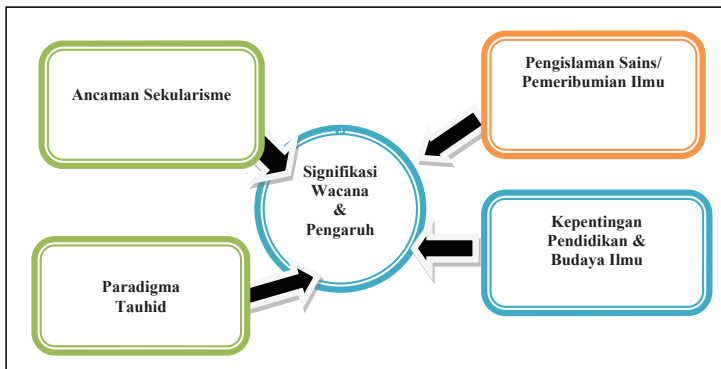 Ancaman Sekularisme
Pengislaman Sains/
Pemeribumian Ilmu
Signifikasi
Wacana
&
Pengaruh
Paradigma
Tauhid
Kepentingan
Pendidikan &
Budaya Ilmu